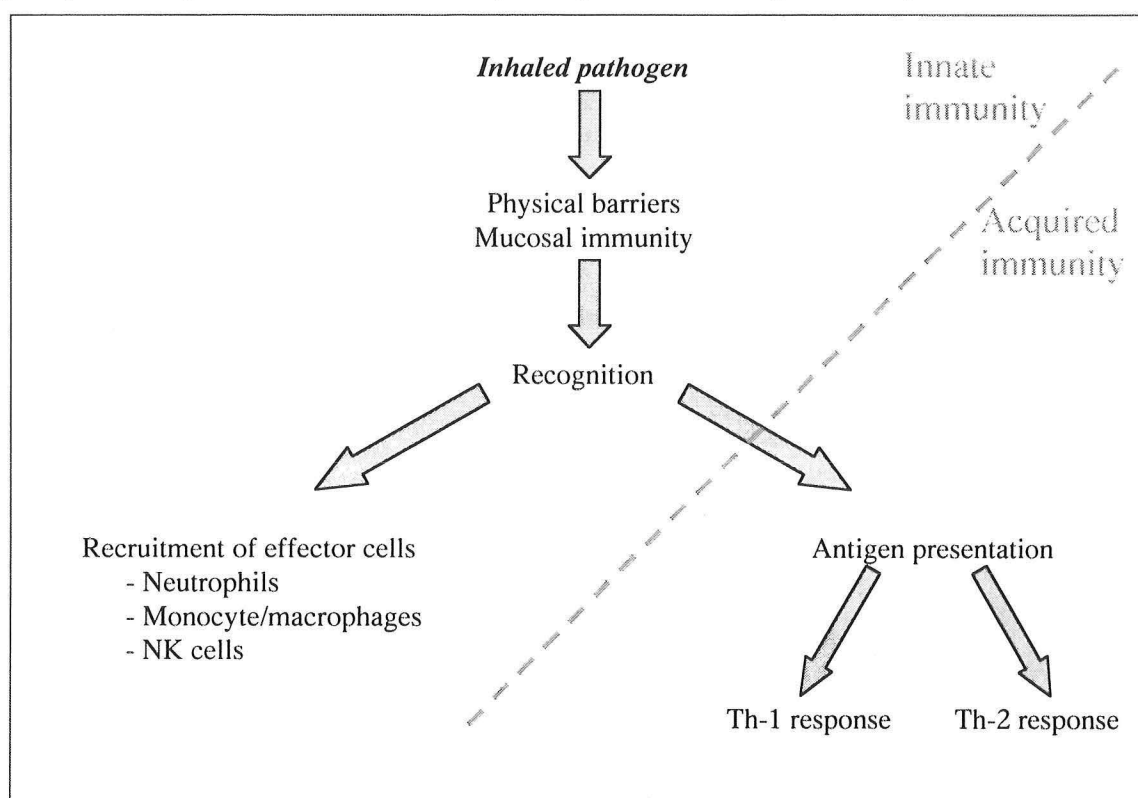 Inhaled pathogen
Innate
immunity
Physical barriers
Mucosal immunity
Acquired
immunity
Recognition
Recruitment of effector cells
- Neutrophils
- Monocyte/macrophages
- NK cells
Antigen presentation
Th-1 response
Th-2 response